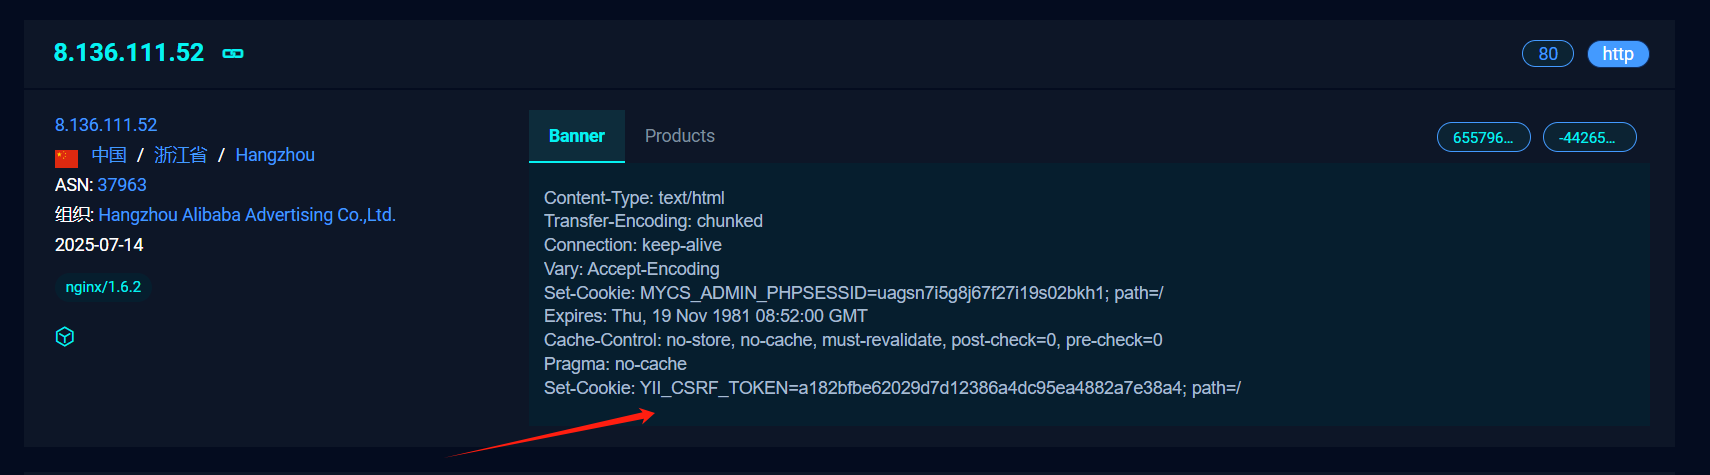 8.136.111.52
80 http
8.136.111.52
中国 / 浙江省 / Hangzhou
ASN: 37963
组织: Hangzhou Alibaba Advertising Co.,Ltd.
2025-07-14
nginx/1.6.2
Banner Products
655796... -44265...
Content-Type: text/html
Transfer-Encoding: chunked
Connection: keep-alive
Vary: Accept-Encoding
Set-Cookie: MYCS_ADMIN_PHPSESSID=uagsn7i5g8j67f27i19s02bkh1; path=/
Expires: Thu, 19 Nov 1981 08:52:00 GMT
Cache-Control: no-store, no-cache, must-revalidate, post-check=0, pre-check=0
Pragma: no-cache
Set-Cookie: YII_CSRF_TOKEN=a182bfbe62029d7d12386a4dc95ea4882a7e38a4; path=/